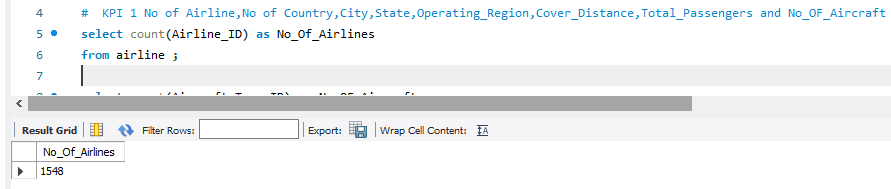 4 # KPI 1 No of Airline,No of Country,City,State,Operating_Region,Cover_Distance,Total_Passengers and No_OF_Aircraft
5 select count(Airline_ID) as No_Of_Airlines
6 from airline ;
7
Result Grid Filter Rows: Export: Wrap Cell Content:
No_Of_Airlines
1548